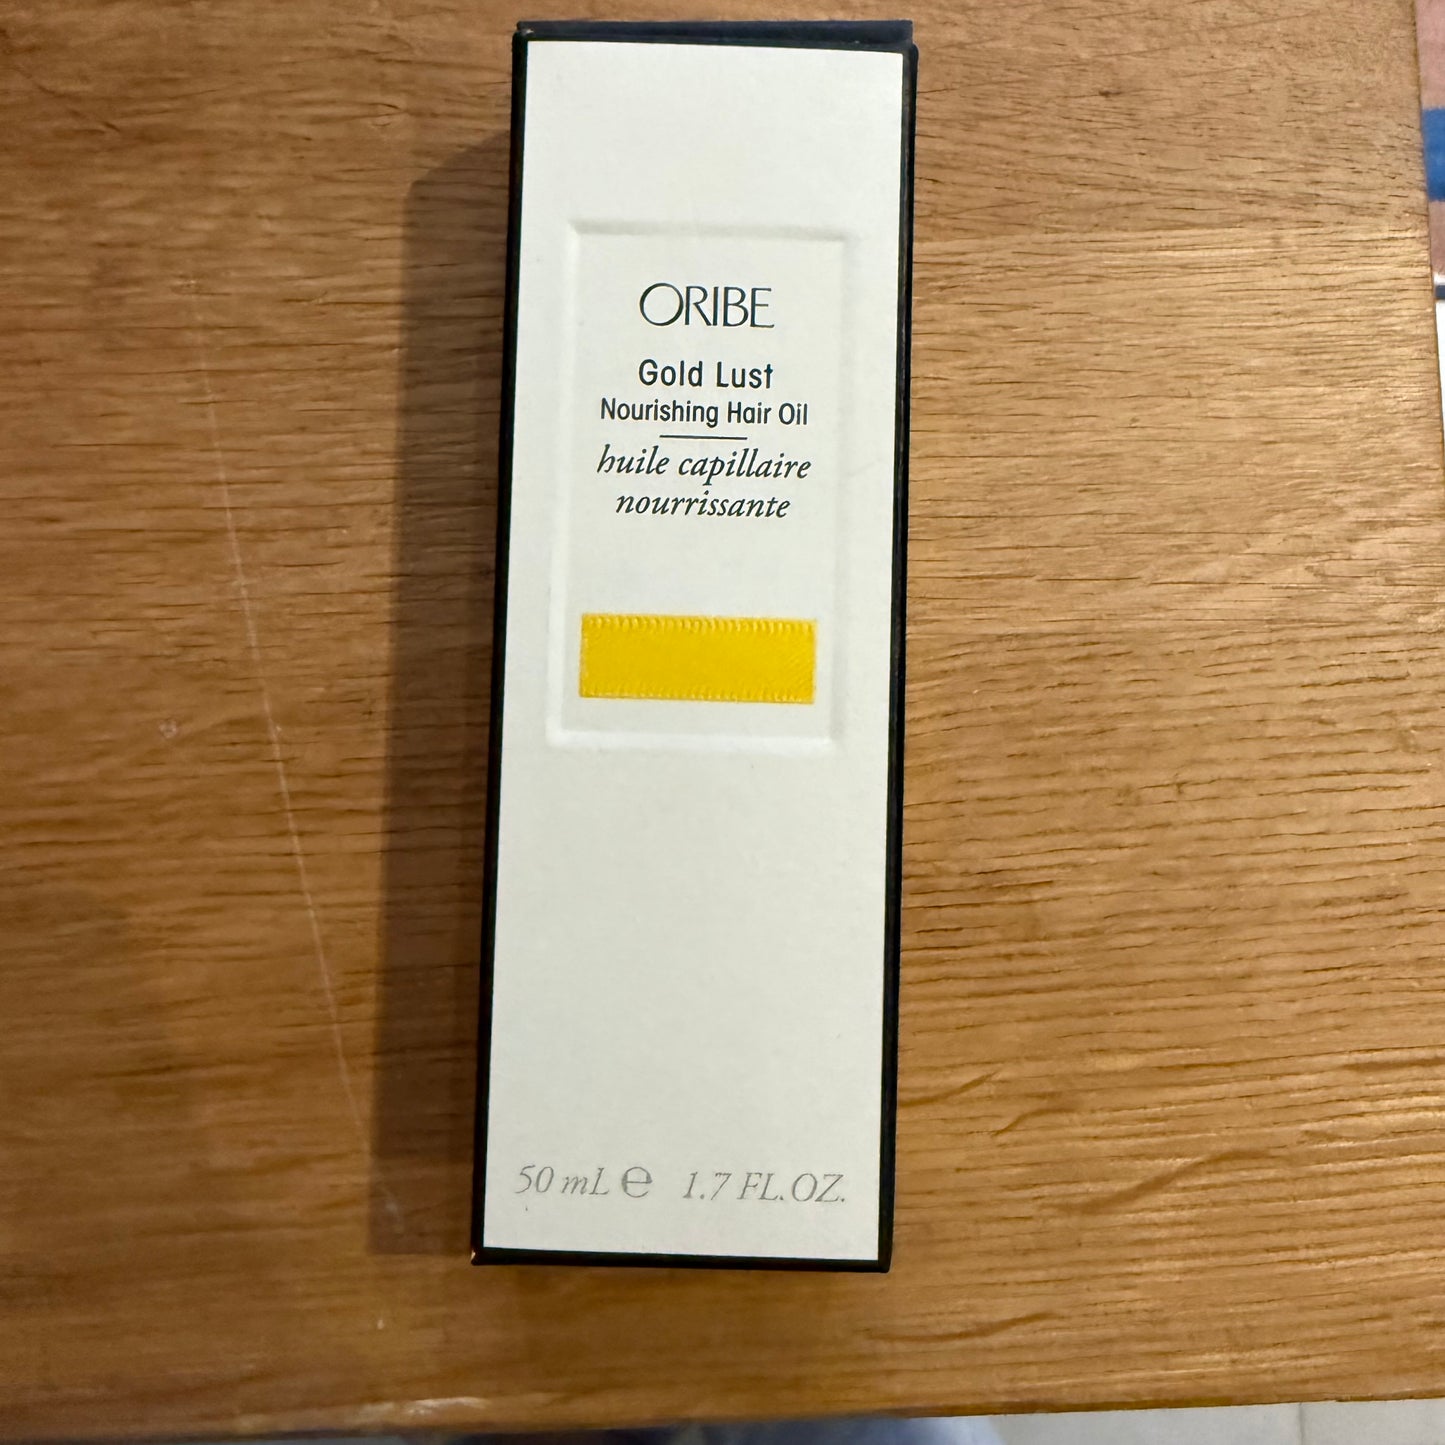 ORIBE
Gold Lust
Nourishing Hair Oil
huile capillaire
nourrissante
50 mL ℮ 1.7 FL.OZ.